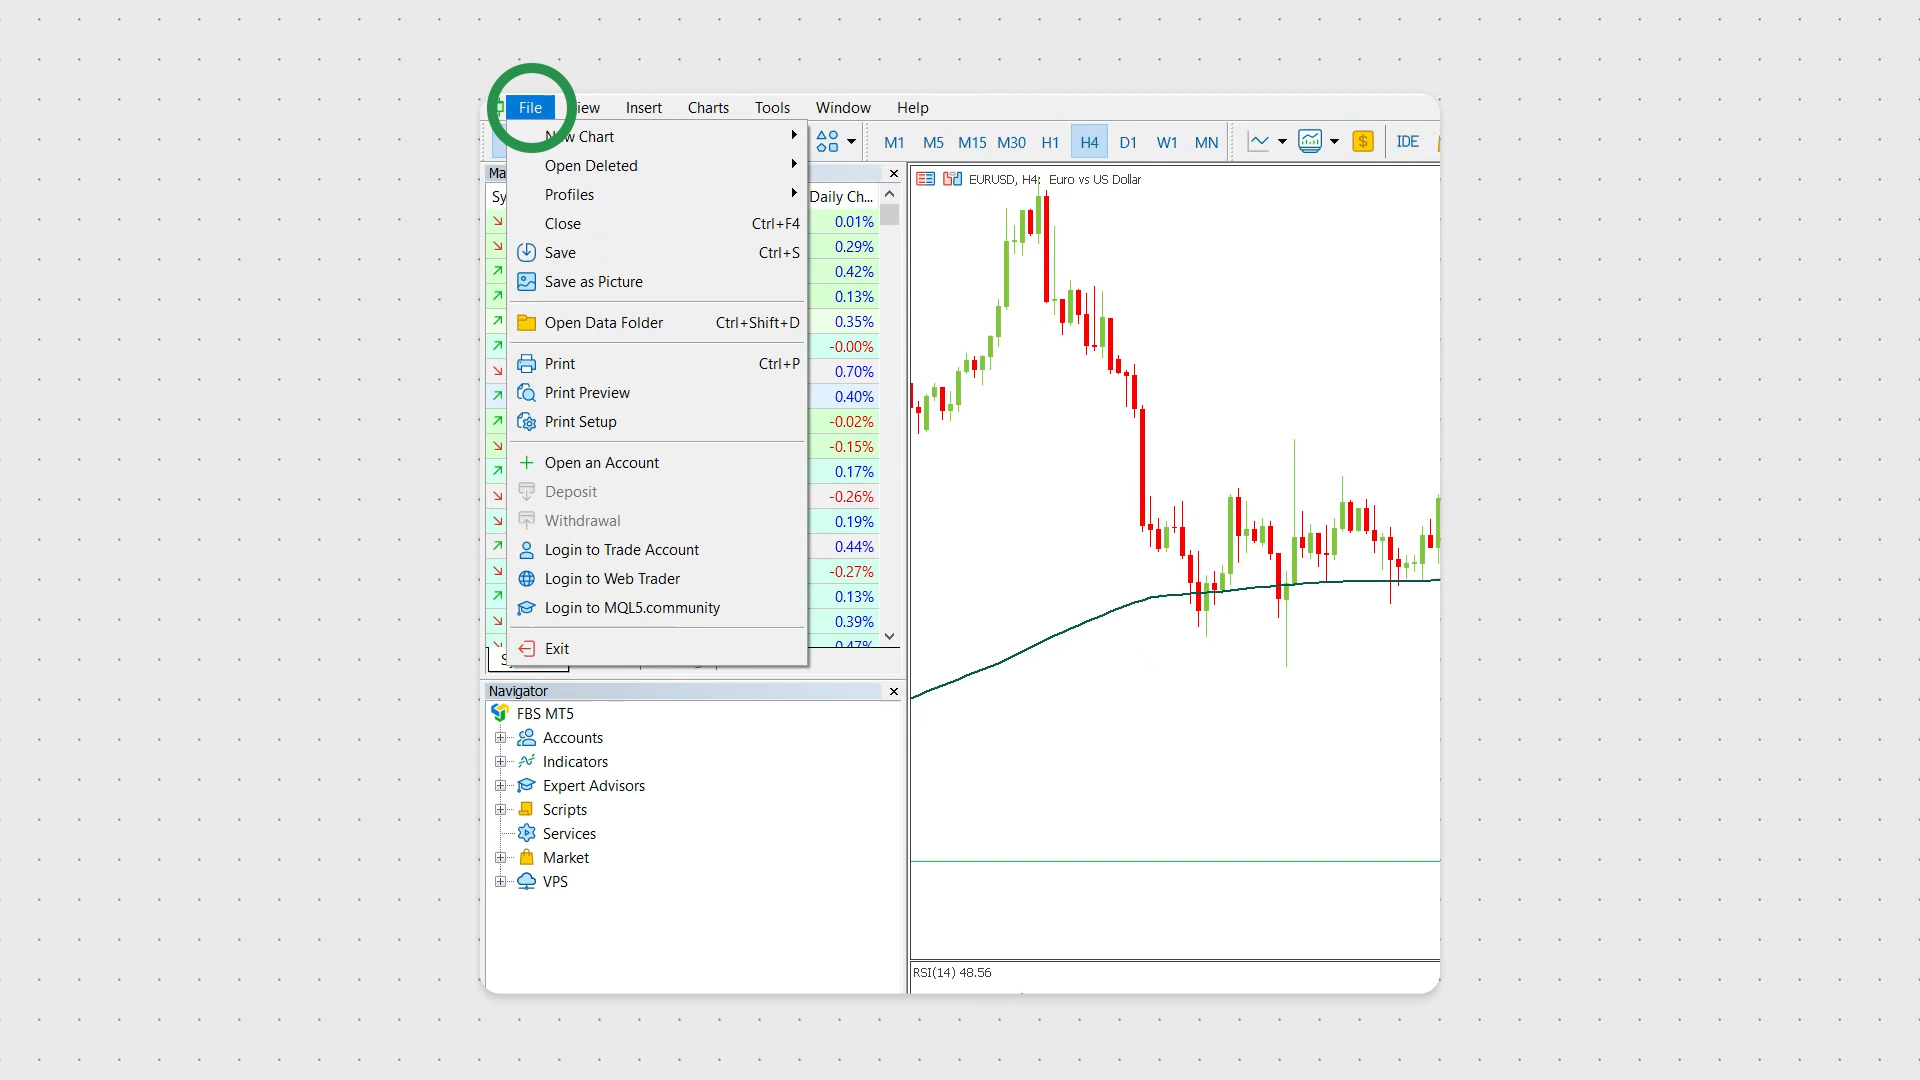 File iew Insert Charts Tools Window Help
New Chart
Open Deleted
Profiles
Close Ctrl+F4
Save Ctrl+S
Save as Picture
Open Data Folder Ctrl+Shift+D
Print Ctrl+P
Print Preview
Print Setup
Open an Account
Deposit
Withdrawal
Login to Trade Account
Login to Web Trader
Login to MQL5.community
Exit
M1 M5 M15 M30 H1 H4 D1 W1 MN $ IDE
Ma
Sy Daily Ch...
0.01%
0.29%
0.42%
0.13%
0.35%
-0.00%
0.70%
0.40%
-0.02%
-0.15%
0.17%
-0.26%
0.19%
0.44%
-0.27%
0.13%
0.39%
0.47%
Navigator
FBS MT5
Accounts
Indicators
Expert Advisors
Scripts
Services
Market
VPS
EURUSD, H4: Euro vs US Dollar
RSI(14) 48.56